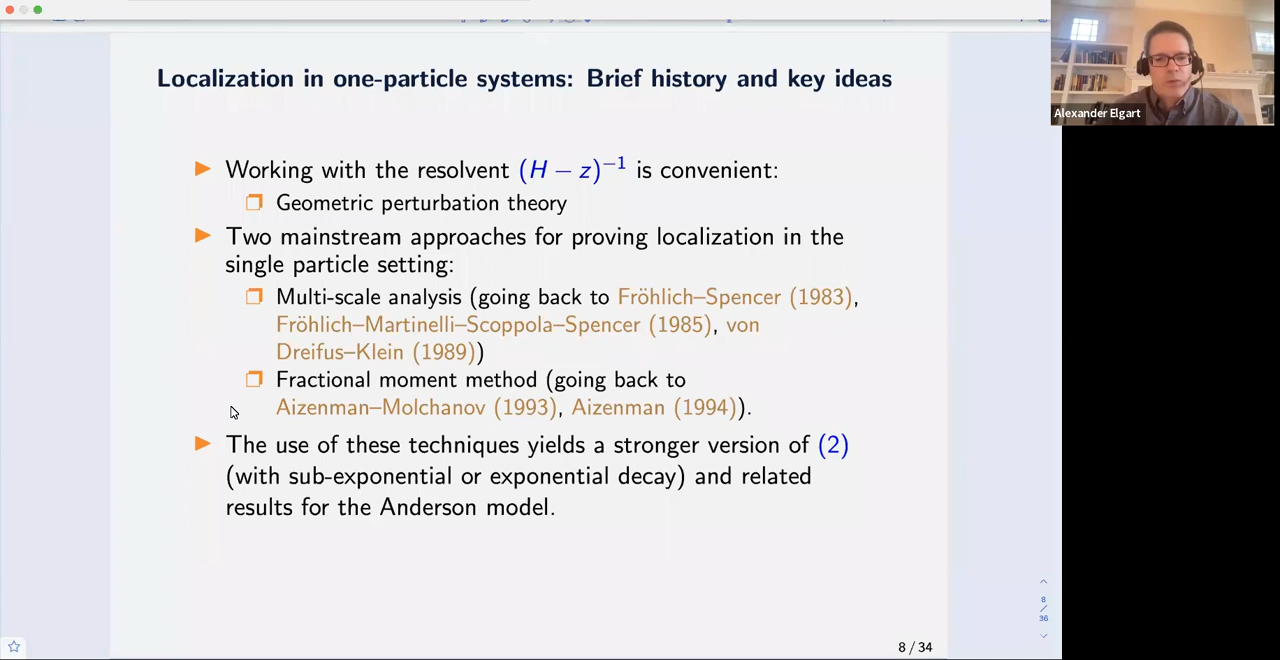 Localization in one-particle systems: Brief history and key ideas
Alexander Elgart
▶ Working with the resolvent (H − z)⁻¹ is convenient:
❒ Geometric perturbation theory
▶ Two mainstream approaches for proving localization in the
single particle setting:
❒ Multi-scale analysis (going back to Fröhlich–Spencer (1983),
Fröhlich–Martinelli–Scoppola–Spencer (1985), von
Dreifus–Klein (1989))
❒ Fractional moment method (going back to
Aizenman–Molchanov (1993), Aizenman (1994)).
▶ The use of these techniques yields a stronger version of (2)
(with sub-exponential or exponential decay) and related
results for the Anderson model.
8
/
36
8 / 34